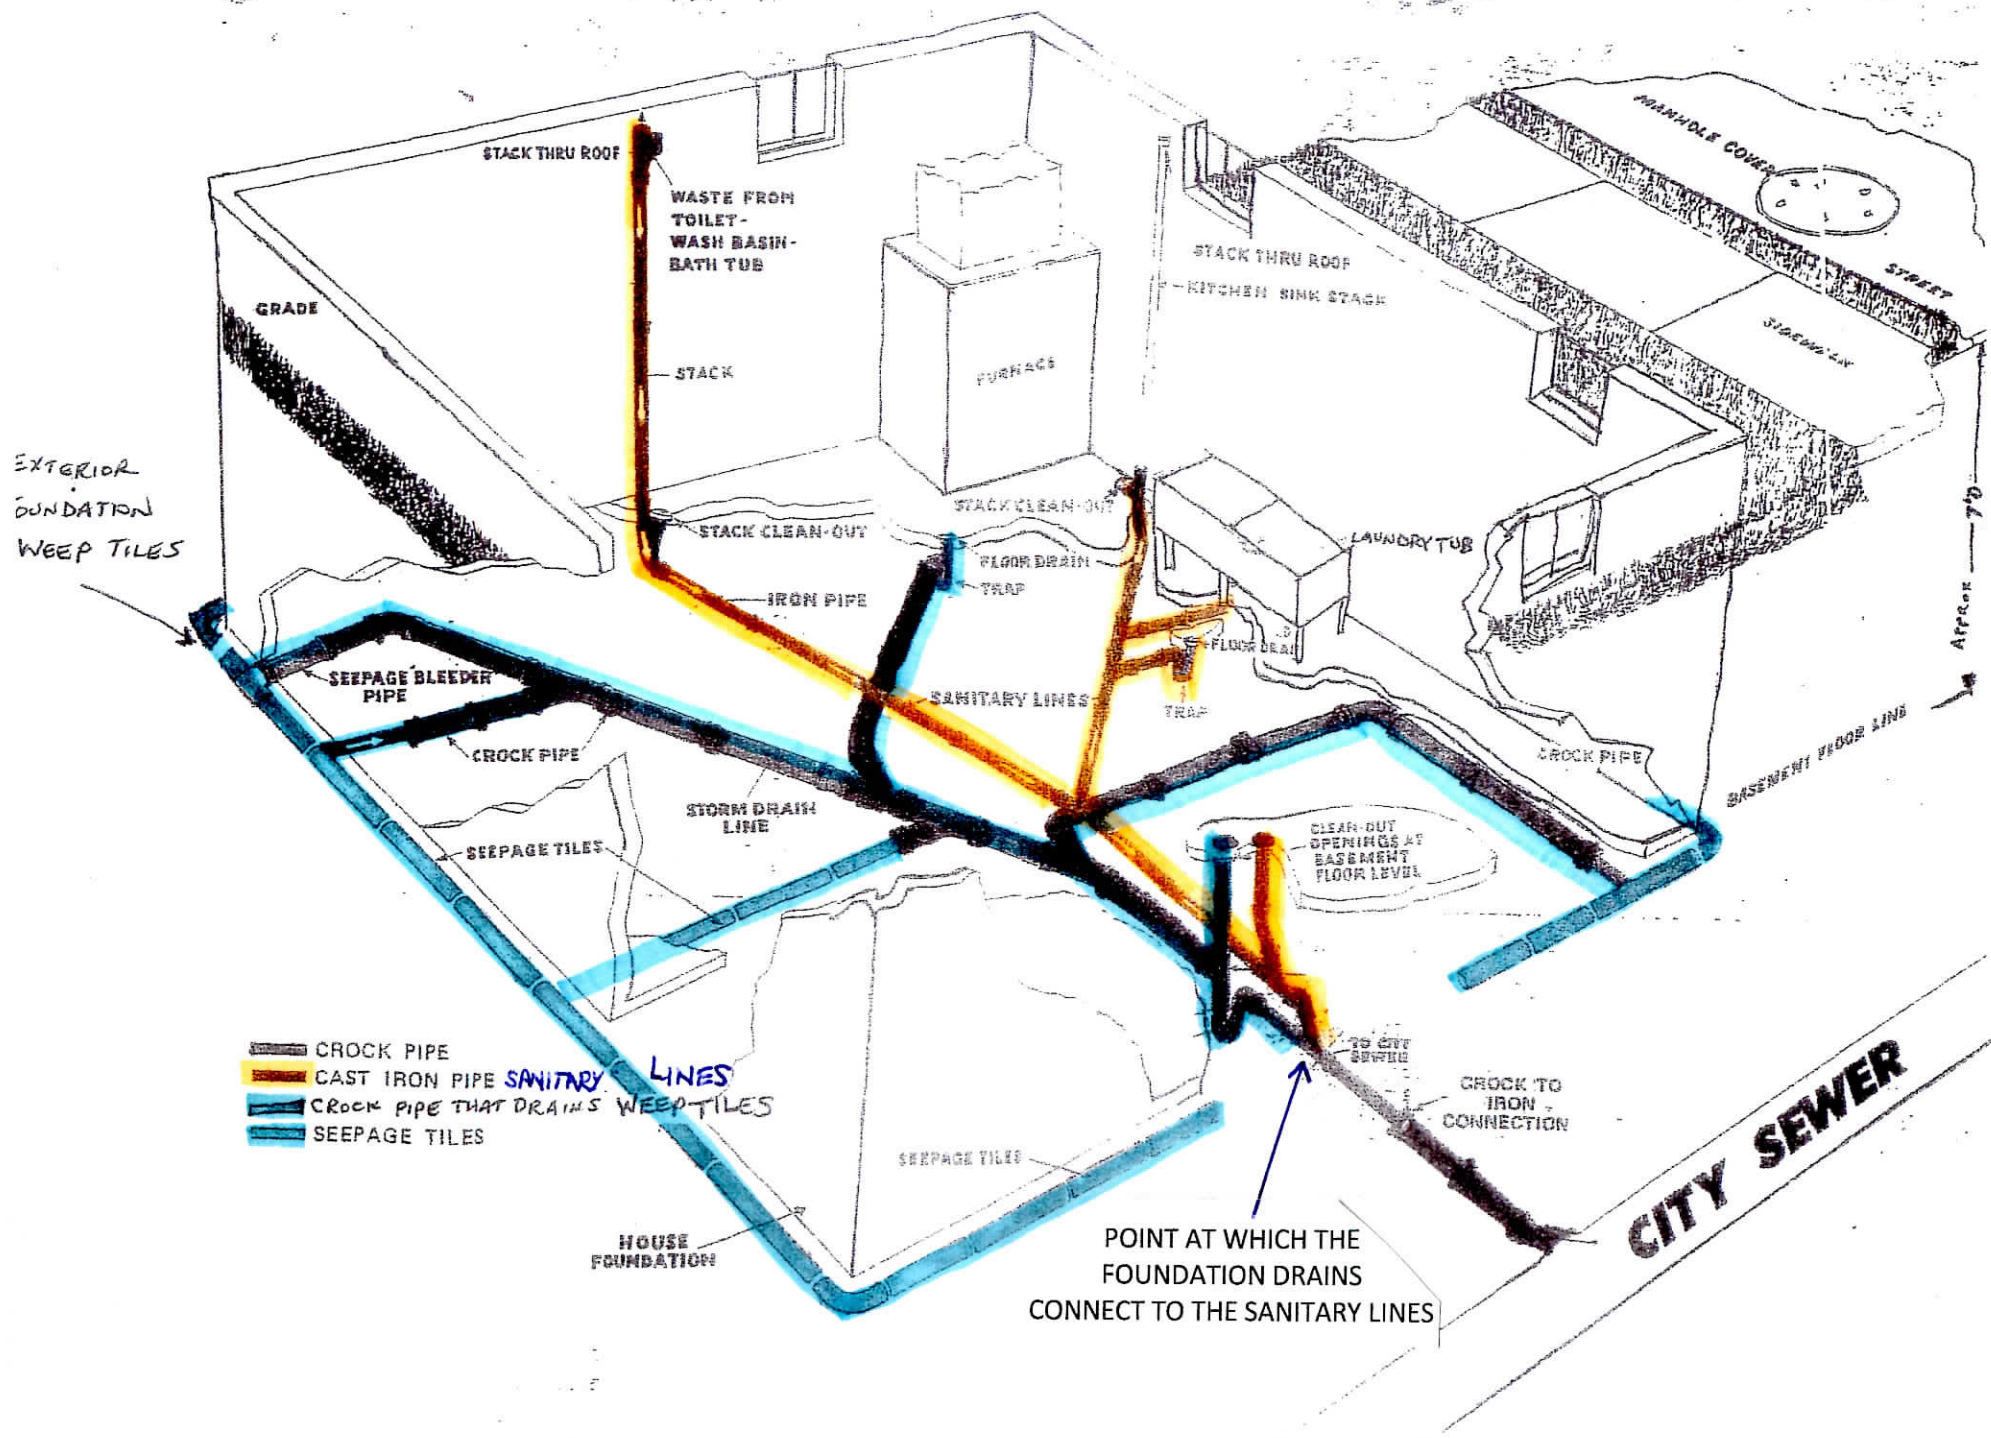 MANHOLE COVER
STREET
SIDEWALK
STACK THRU ROOF
WASTE FROM
TOILET-
WASH BASIN-
BATH TUB
STACK THRU ROOF
KITCHEN SINK STACK
GRADE
STACK
FURNACE
EXTERIOR
OUNDATION
WEEP TILES
STACK CLEAN-OUT
STACK CLEAN-OUT
FLOOR DRAIN
TRAP
LAUNDRY TUB
APPROX 7'0"
IRON PIPE
FLOOR DRAI
SEEPAGE BLEEDER
PIPE
SANITARY LINES
TRAP
CROCK PIPE
CROCK PIPE
BASEMENT FLOOR LINE
STORM DRAIN
LINE
SEEPAGE TILES
CLEAN-OUT
OPENINGS AT
BASEMENT
FLOOR LEVEL
CROCK PIPE
CAST IRON PIPE SANITARY LINES
CROCK PIPE THAT DRAINS WEEP TILES
SEEPAGE TILES
TO CITY
SEWER
CROCK TO
IRON
CONNECTION
CITY SEWER
SEEPAGE TILES
HOUSE
FOUNDATION
POINT AT WHICH THE
FOUNDATION DRAINS
CONNECT TO THE SANITARY LINES